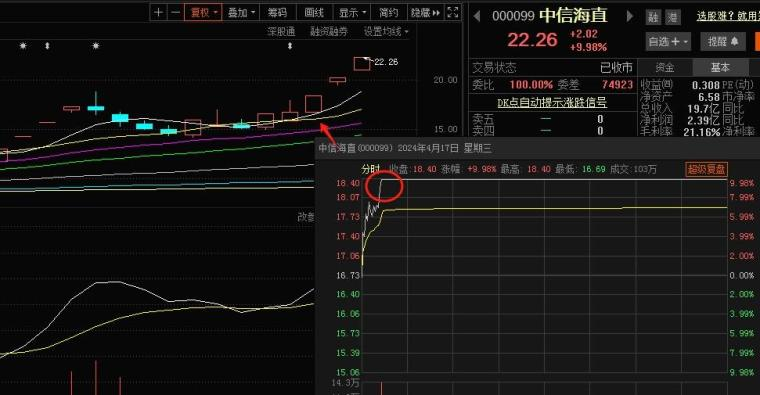 复权 叠加 筹码 画线 显示 简约 隐藏
深股通 融资融券 设置均线
22.26
20.00
15.00
改参
000099 中信海直
融 港
22.26 +2.02
+9.98%
自选 提醒
交易状态 已收市
委比 100.00% 委差 74923
DK点自动提示涨跌信号
卖五 0
卖四 0
资金 基本
收益(四) 0.308 PE(动)
净资产 6.58 市净率
总收入 19.7亿 同比
净利润 2.39亿 同比
毛利率 21.16% 净利率
中信海直(000099) 2024年4月17日 星期三
分时 收盘:18.40 涨幅:+9.98% 最高:18.40 最低:16.69 成交:103万
超级复盘
18.40 9.98%
18.07 7.99%
17.73 5.99%
17.40 3.99%
17.06 2.00%
16.73 0.00%
16.40 2.00%
16.06 3.99%
15.73 5.99%
15.39 7.99%
15.06 9.98%
14.3万